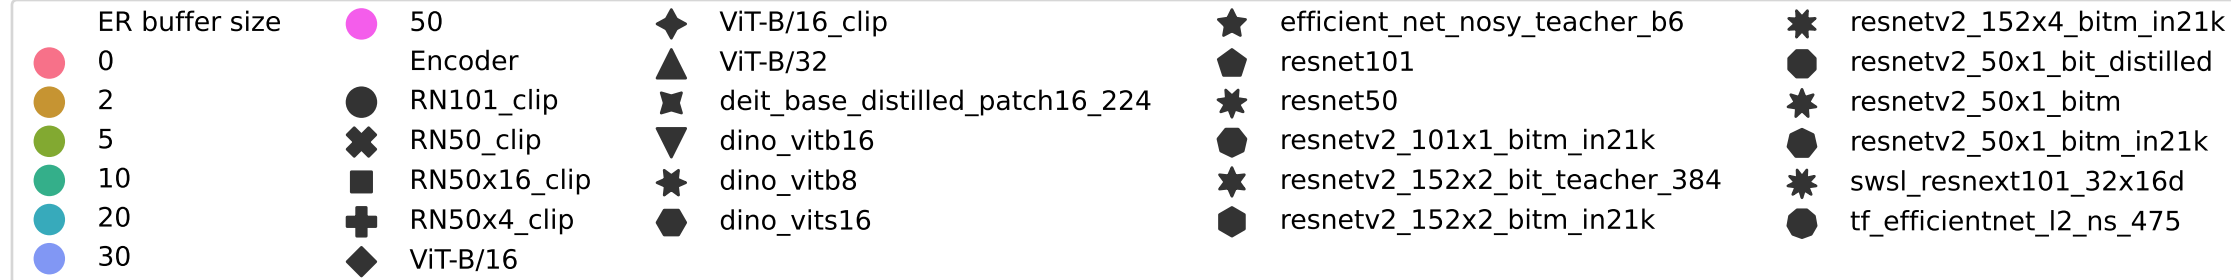 ER buffer size
0
2
5
10
20
30
50
Encoder
RN101_clip
RN50_clip
RN50x16_clip
RN50x4_clip
ViT-B/16
ViT-B/16_clip
ViT-B/32
deit_base_distilled_patch16_224
dino_vitb16
dino_vitb8
dino_vits16
efficient_net_nosy_teacher_b6
resnet101
resnet50
resnetv2_101x1_bitm_in21k
resnetv2_152x2_bit_teacher_384
resnetv2_152x2_bitm_in21k
resnetv2_152x4_bitm_in21k
resnetv2_50x1_bit_distilled
resnetv2_50x1_bitm
resnetv2_50x1_bitm_in21k
swsl_resnext101_32x16d
tf_efficientnet_l2_ns_475